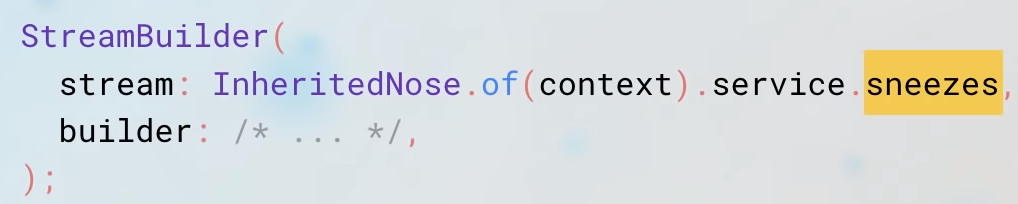 StreamBuilder(
  stream: InheritedNose.of(context).service.sneezes,
  builder: /* ... */,
);